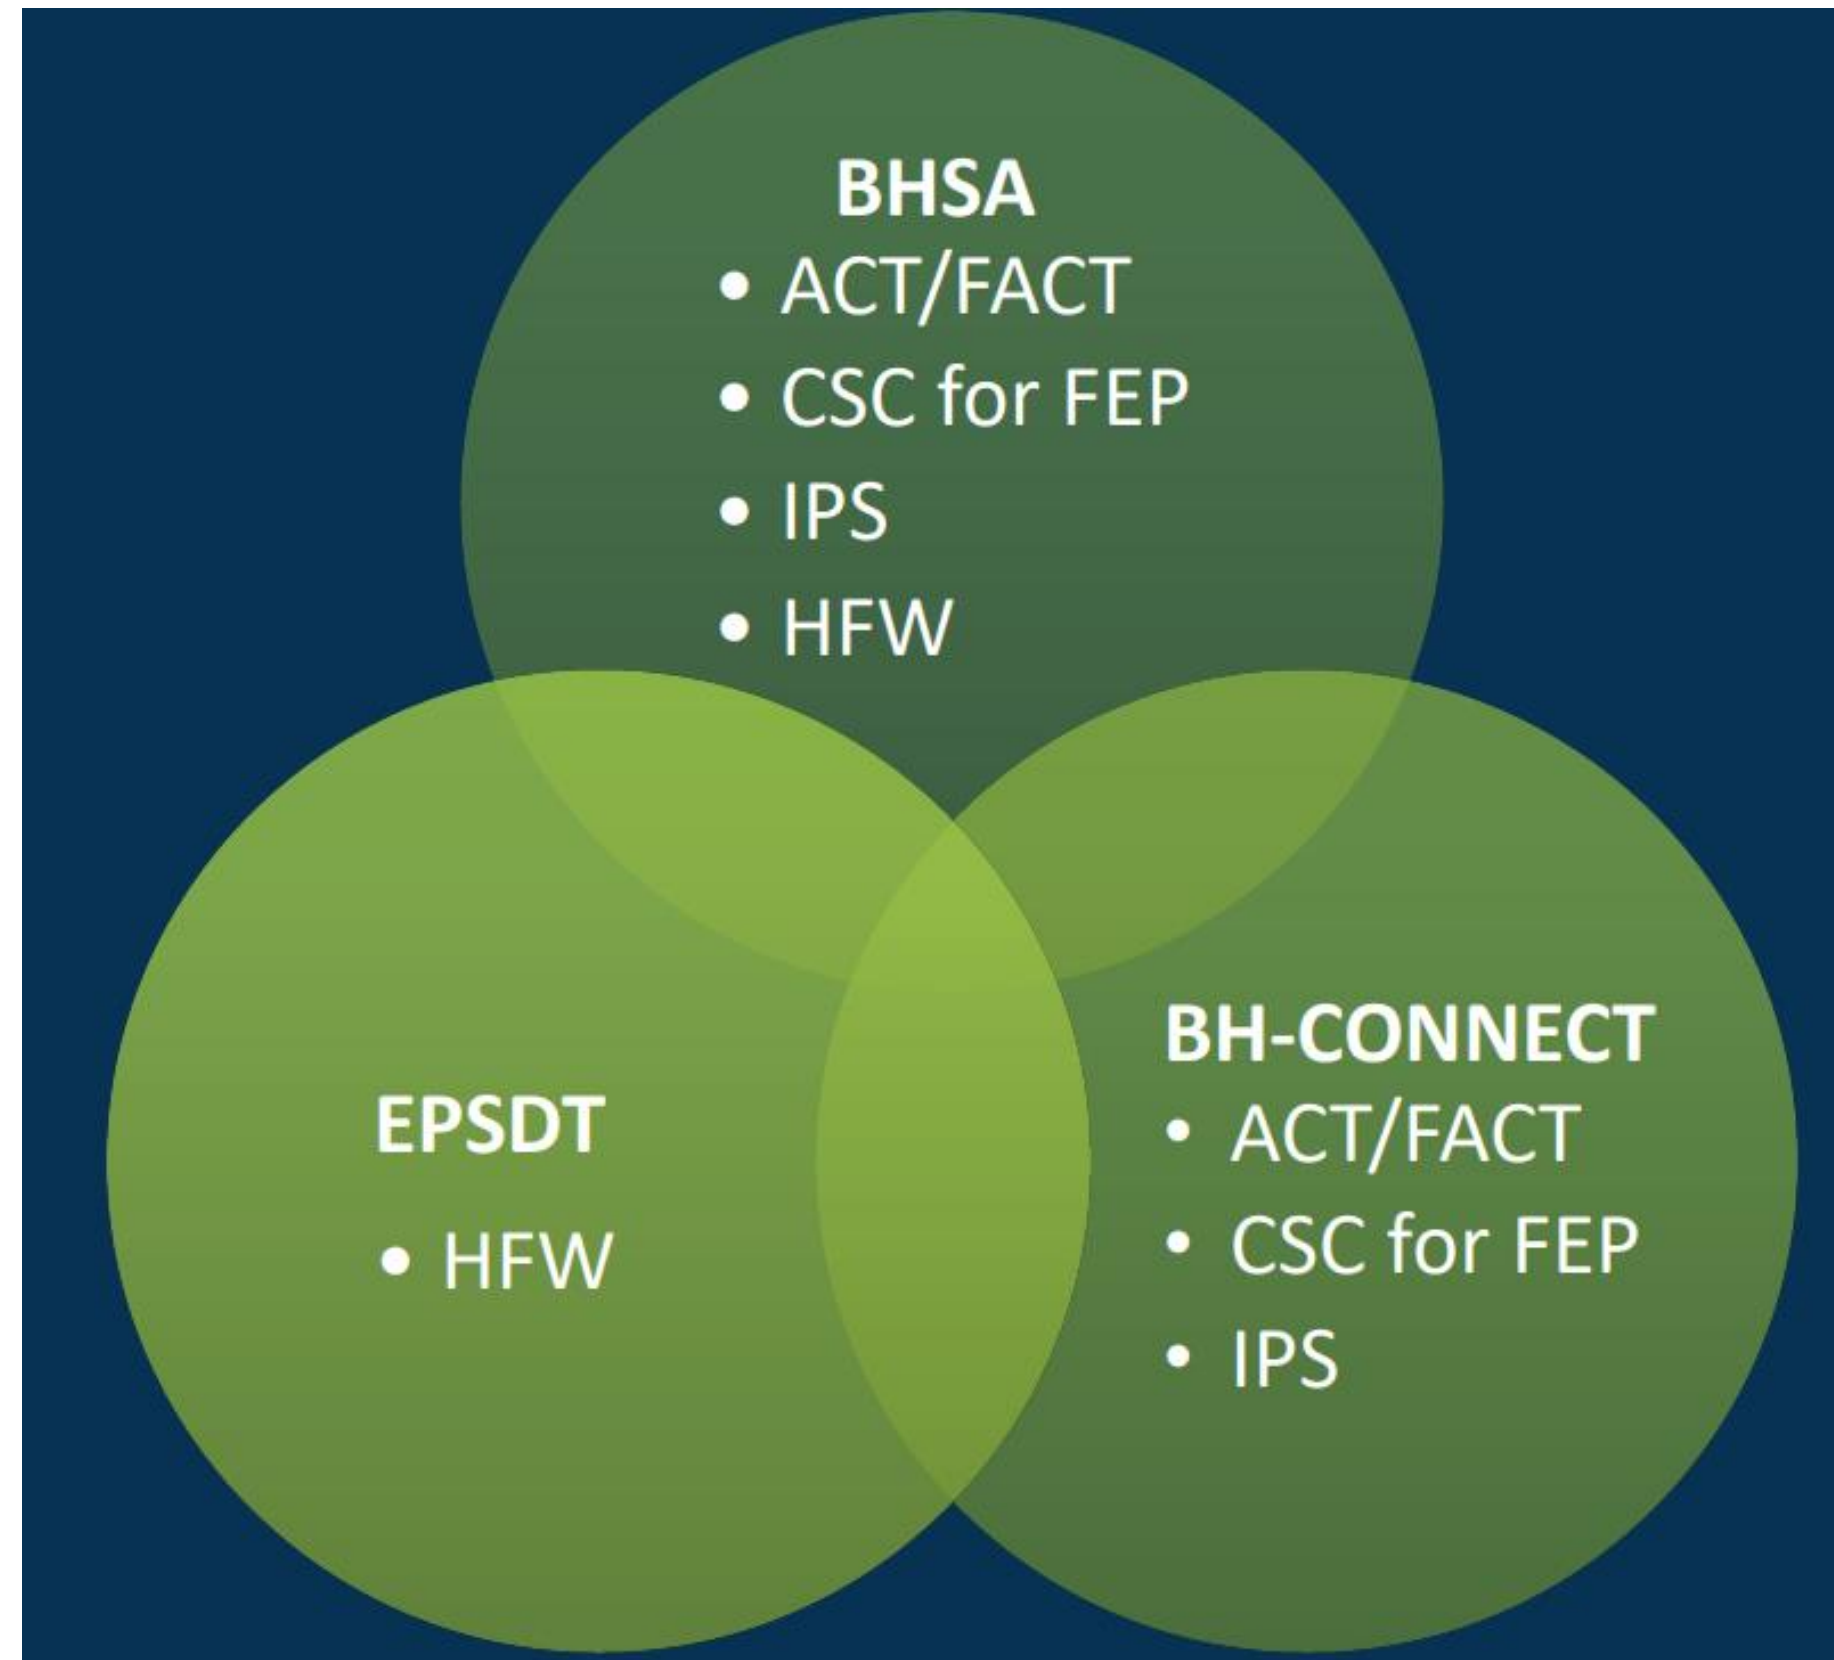 BHSA
• ACT/FACT
• CSC for FEP
• IPS
• HFW
EPSDT
• HFW
BH-CONNECT
• ACT/FACT
• CSC for FEP
• IPS